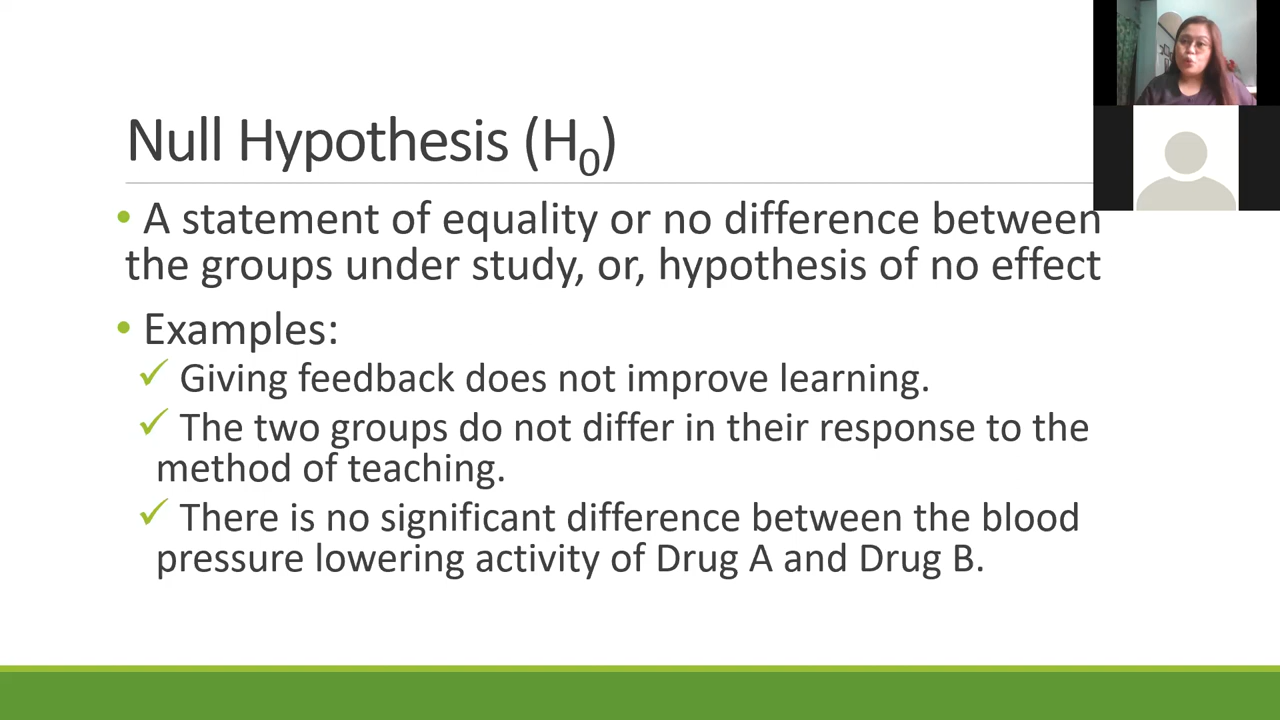 Null Hypothesis (H₀)
• A statement of equality or no difference between
the groups under study, or, hypothesis of no effect
• Examples:
✓ Giving feedback does not improve learning.
✓ The two groups do not differ in their response to the
method of teaching.
✓ There is no significant difference between the blood
pressure lowering activity of Drug A and Drug B.